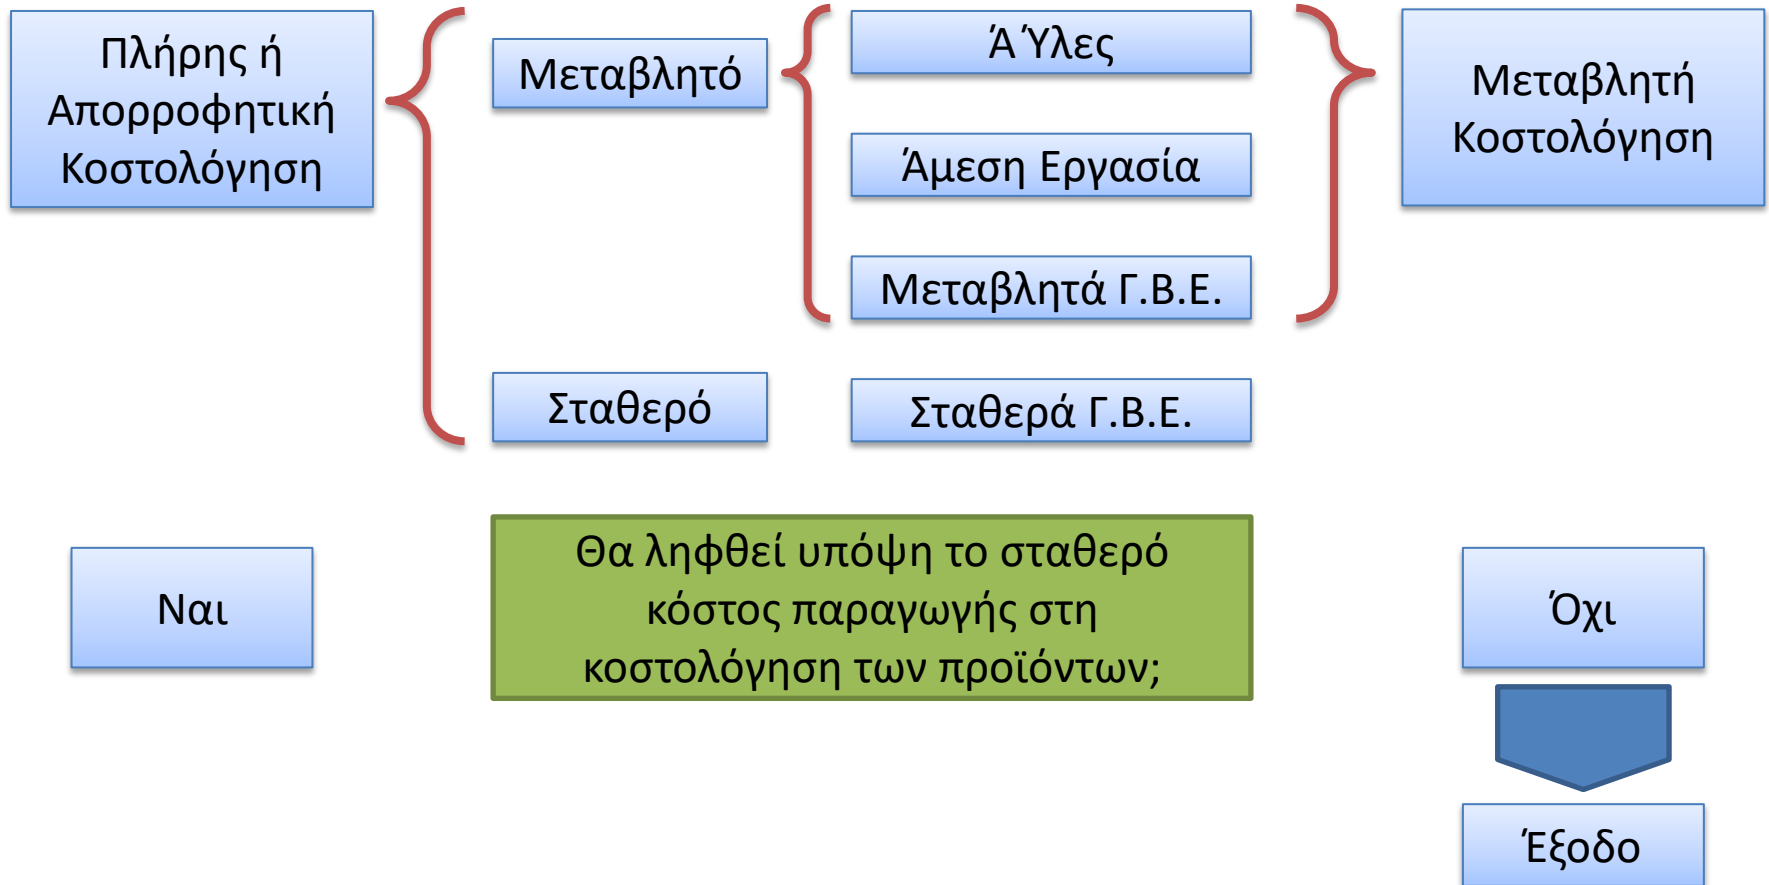 Πλήρης ή
Απορροφητική
Κοστολόγηση
Μεταβλητό
Ά Ύλες
Άμεση Εργασία
Μεταβλητά Γ.Β.Ε.
Μεταβλητή
Κοστολόγηση
Σταθερό
Σταθερά Γ.Β.Ε.
Ναι
Θα ληφθεί υπόψη το σταθερό
κόστος παραγωγής στη
κοστολόγηση των προϊόντων;
Όχι
Έξοδο